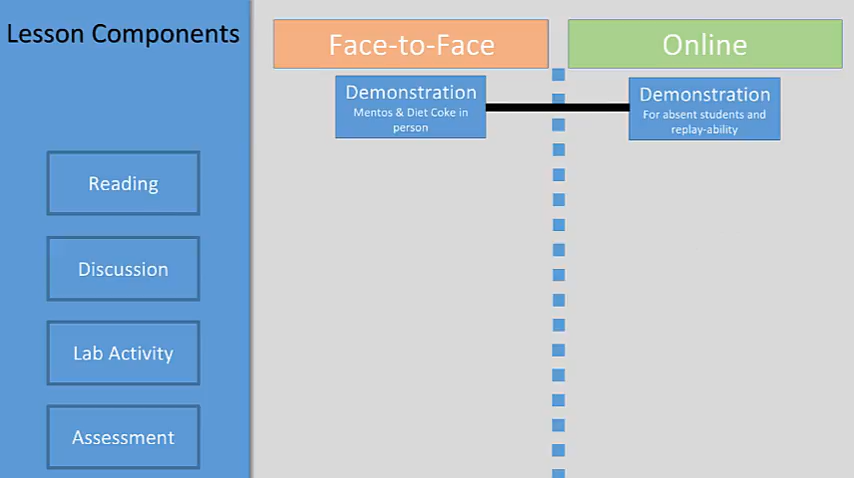 Lesson Components
Face-to-Face
Online
Demonstration
Mentos & Diet Coke in
person
Demonstration
For absent students and
replay-ability
Reading
Discussion
Lab Activity
Assessment